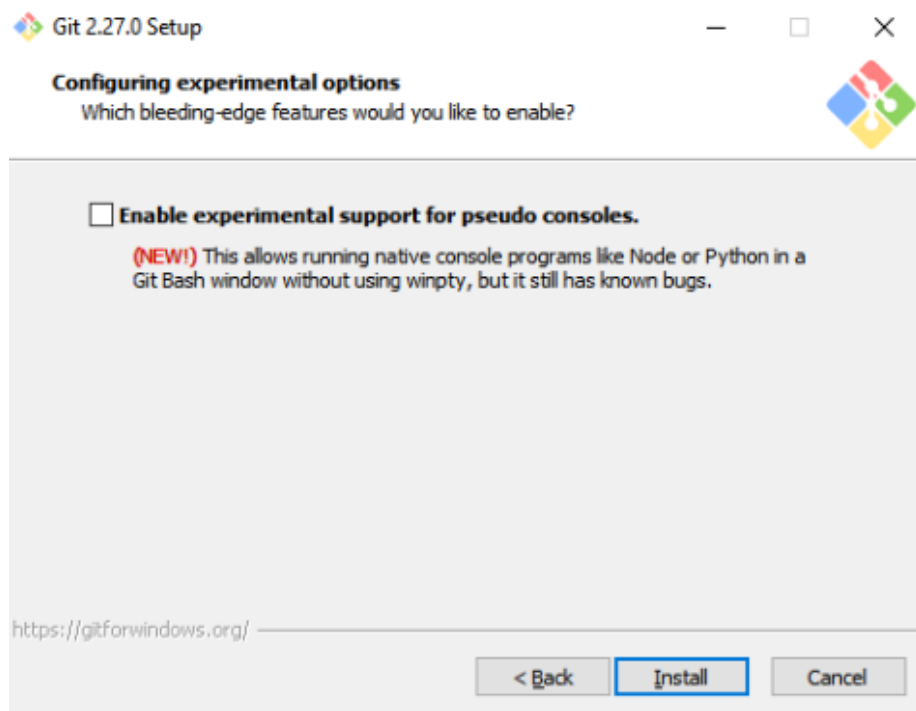 Git 2.27.0 Setup
Configuring experimental options
Which bleeding-edge features would you like to enable?
Enable experimental support for pseudo consoles.
(NEW!) This allows running native console programs like Node or Python in a
Git Bash window without using winpty, but it still has known bugs.
https://gitforwindows.org/
< Back Install Cancel